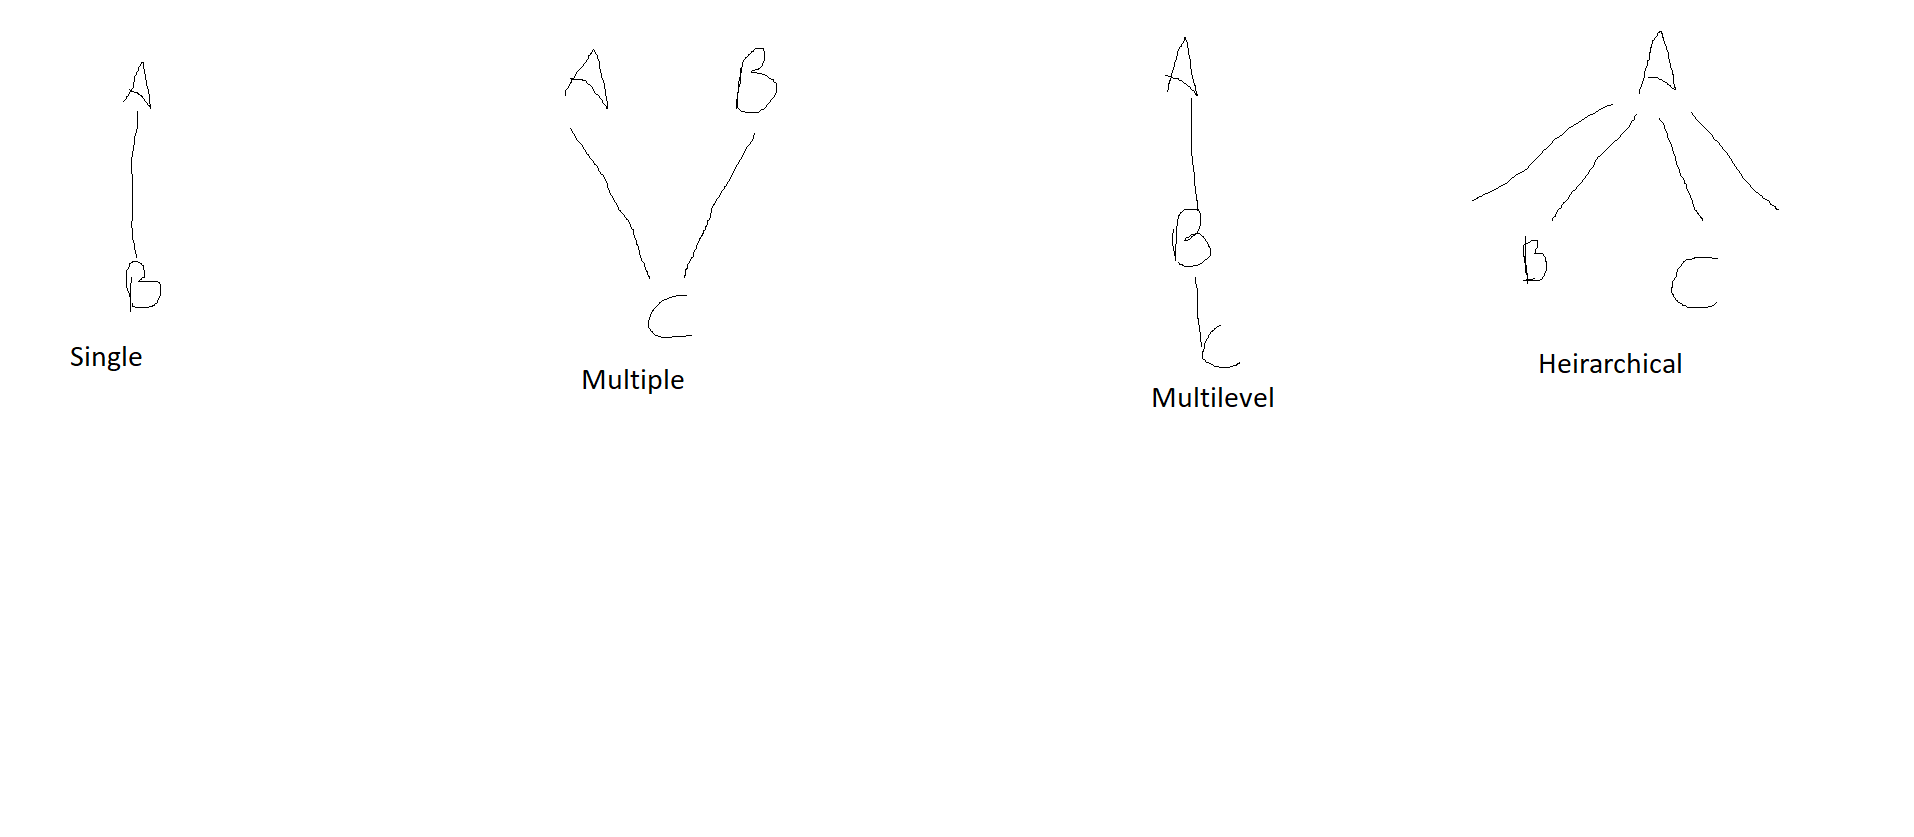 A
B
Single
A B
C
Multiple
A
B
C
Multilevel
A
B C
Heirarchical